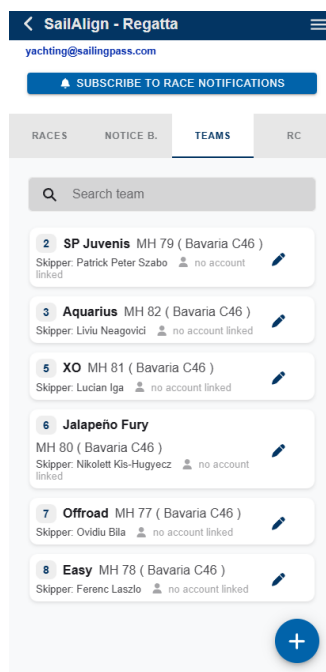 SailAlign - Regatta
yachting@sailingpass.com
SUBSCRIBE TO RACE NOTIFICATIONS
RACES NOTICE B. TEAMS RC
Search team
2 SP Juvenis MH 79 ( Bavaria C46 )
Skipper: Patrick Peter Szabo no account
linked
3 Aquarius MH 82 ( Bavaria C46 )
Skipper: Liviu Neagovici no account linked
5 XO MH 81 ( Bavaria C46 )
Skipper: Lucian Iga no account linked
6 Jalapeño Fury
MH 80 ( Bavaria C46 )
Skipper: Nikolett Kis-Hugyecz no account
linked
7 Offroad MH 77 ( Bavaria C46 )
Skipper: Ovidiu Bila no account linked
8 Easy MH 78 ( Bavaria C46 )
Skipper: Ferenc Laszlo no account linked